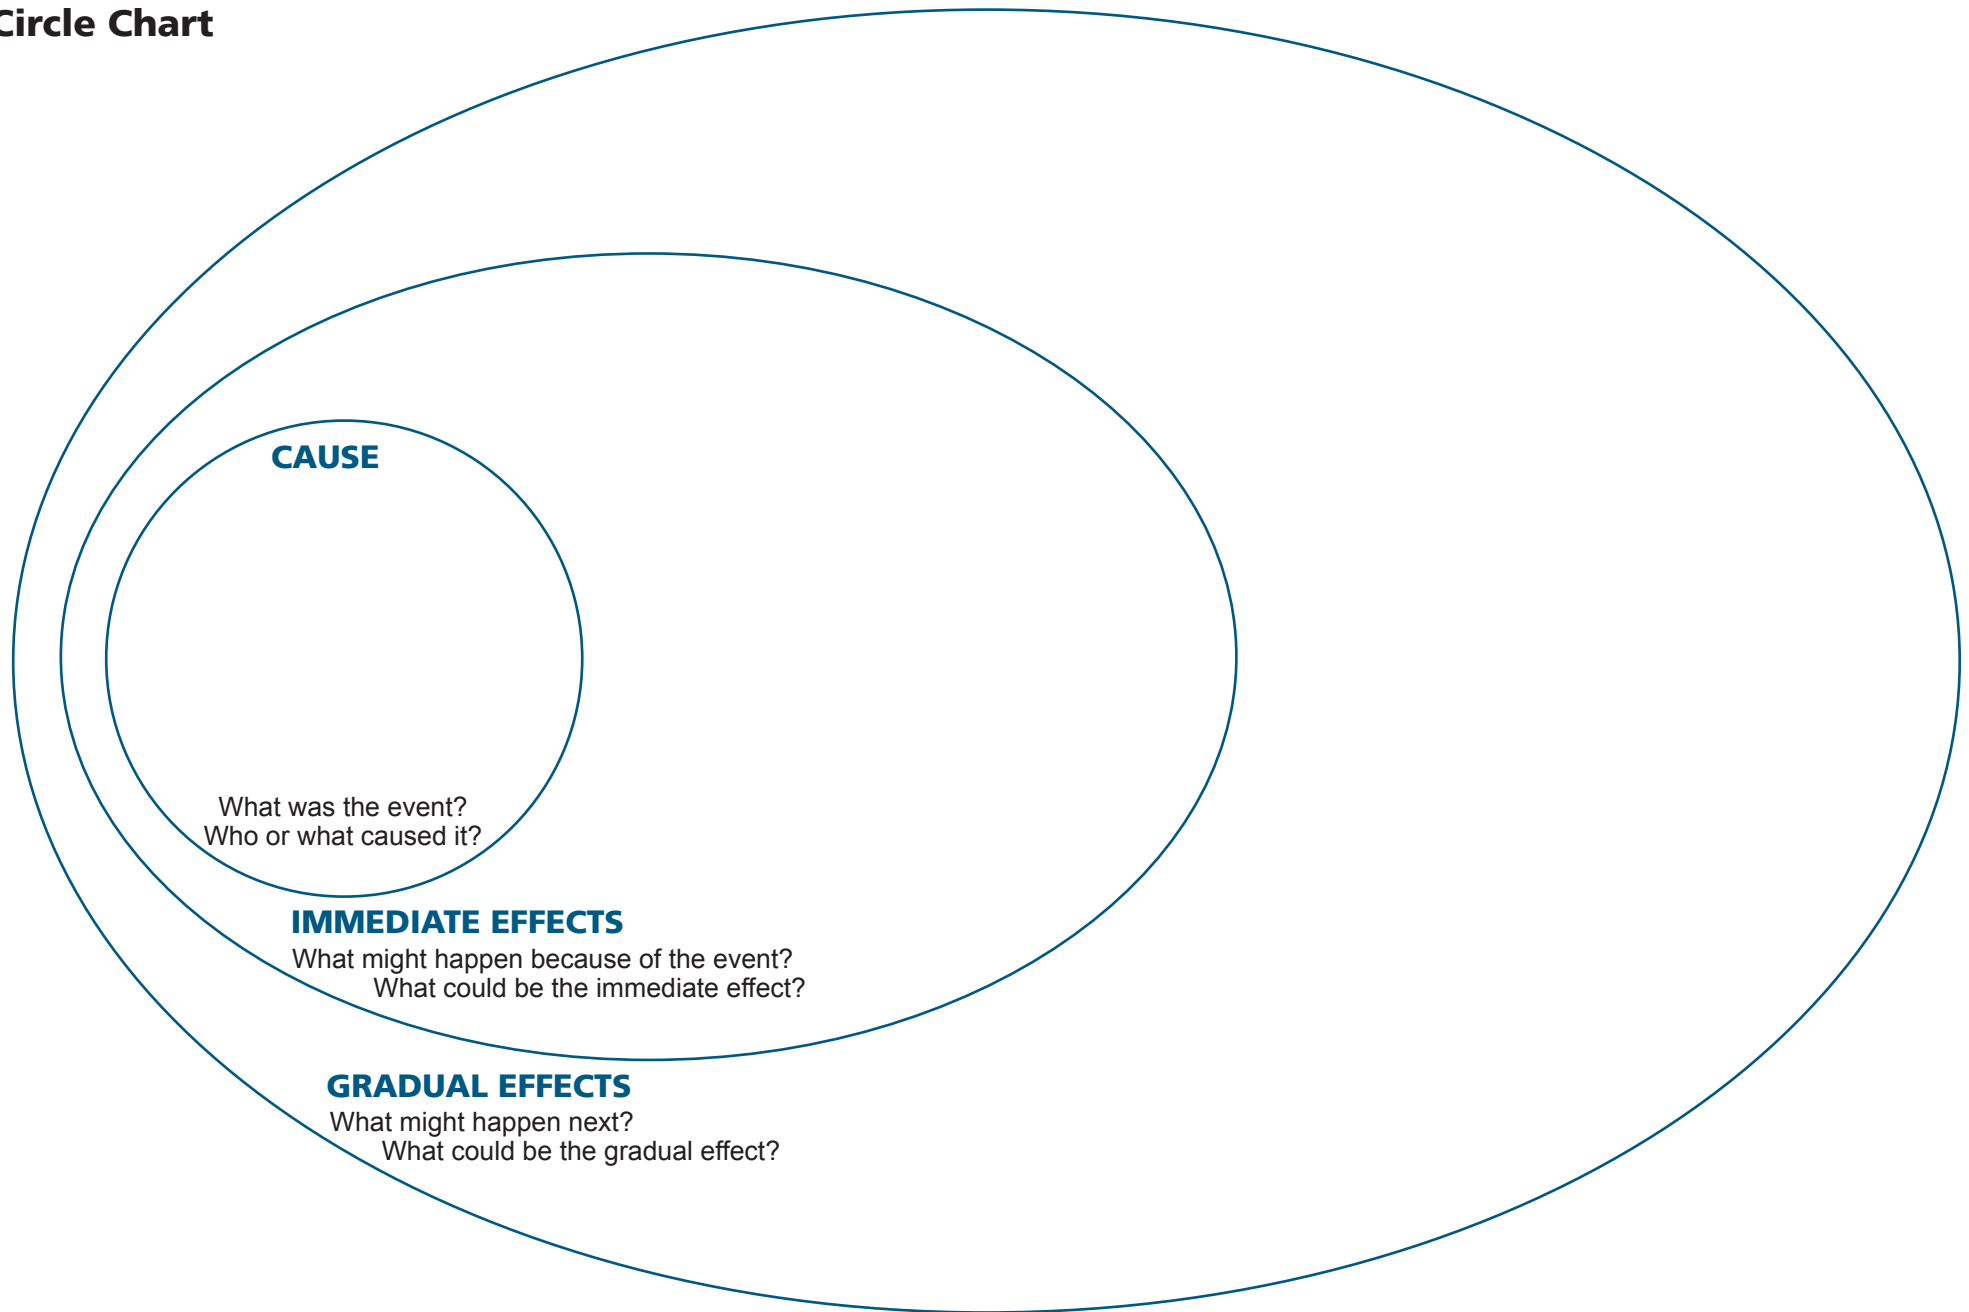 Circle Chart
CAUSE
What was the event?
Who or what caused it?
IMMEDIATE EFFECTS
What might happen because of the event?
What could be the immediate effect?
GRADUAL EFFECTS
What might happen next?
What could be the gradual effect?